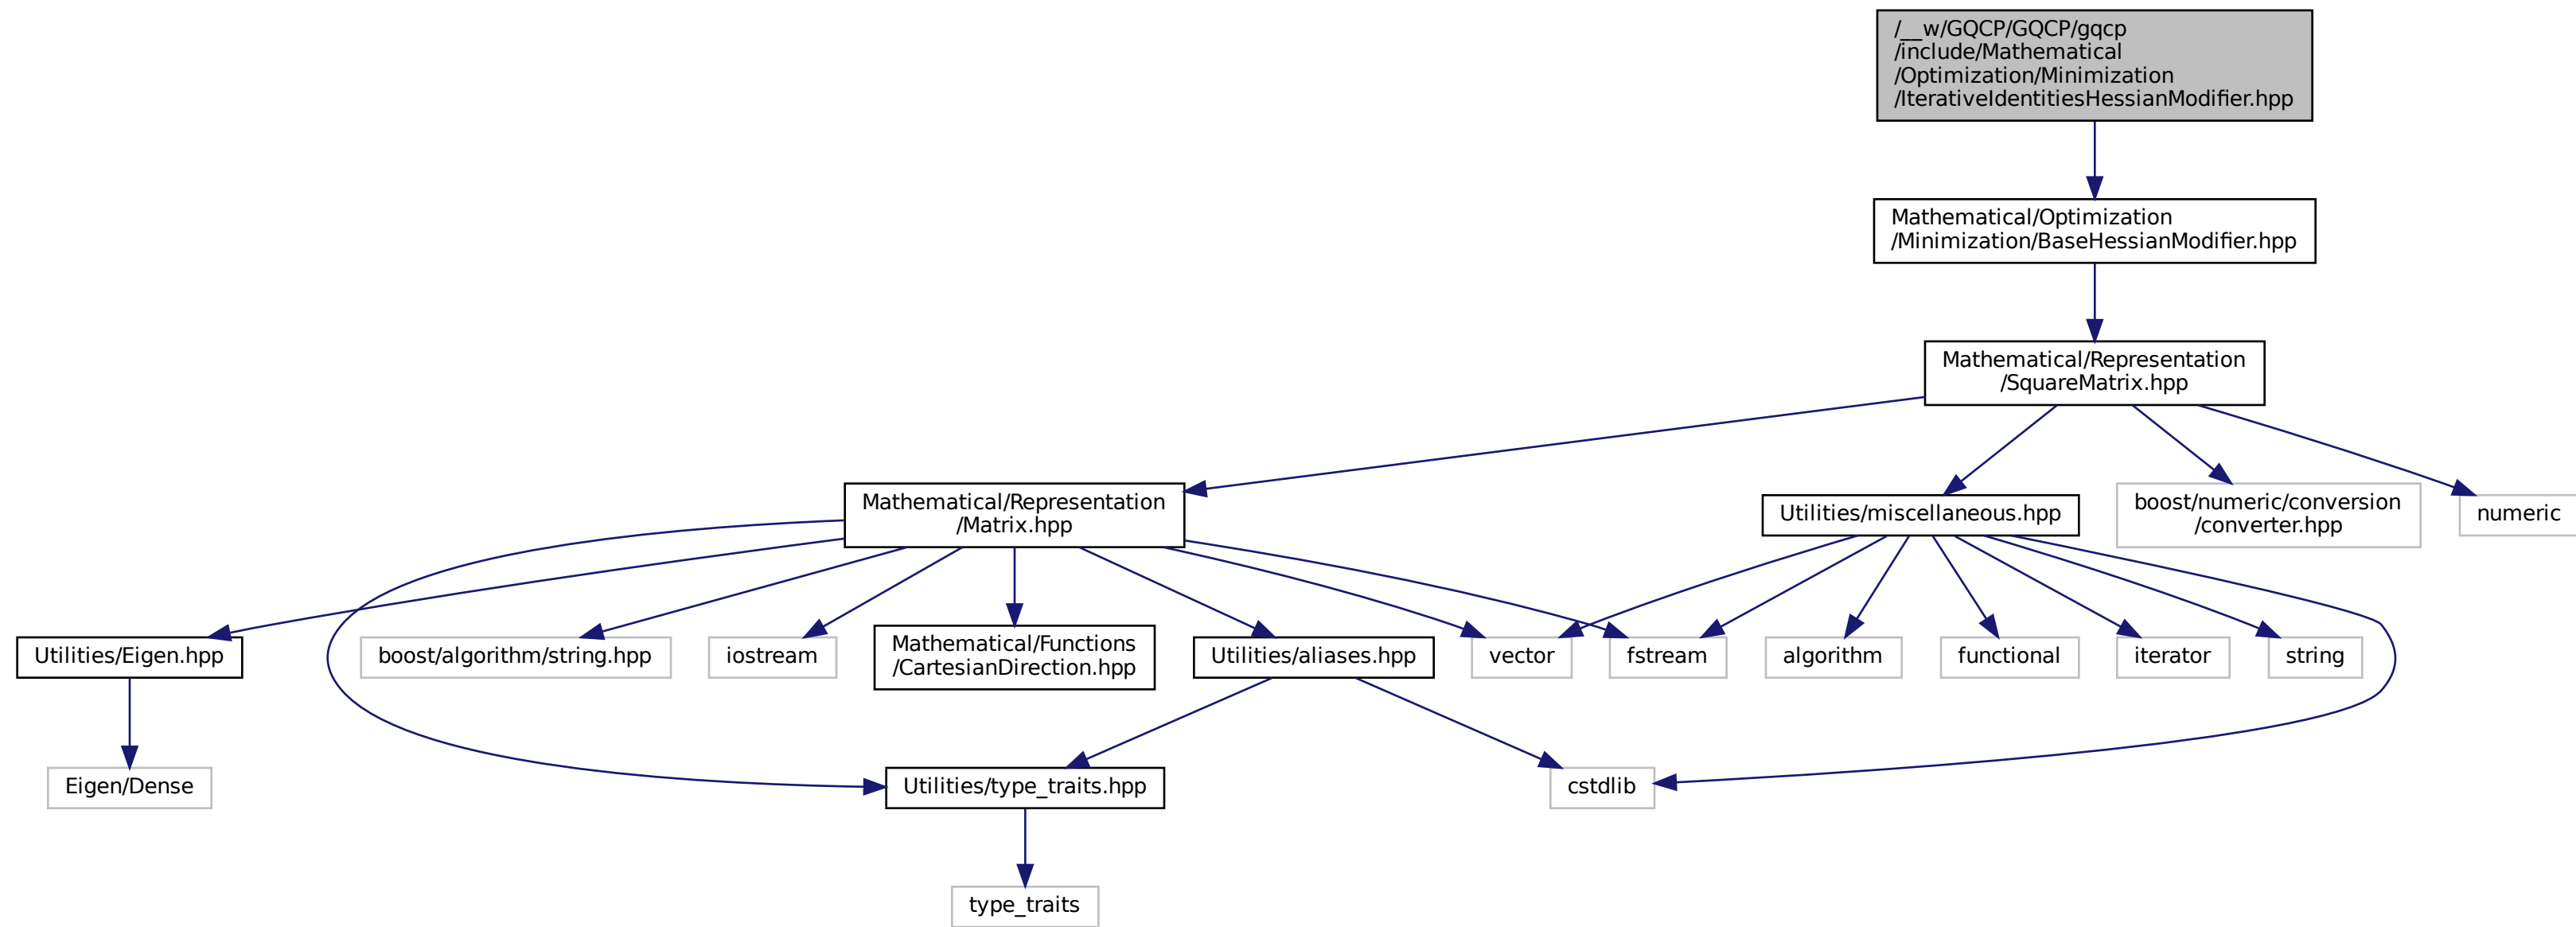 /__w/GQCP/GQCP/gqcp
/include/Mathematical
/Optimization/Minimization
/IterativeIdentitiesHessianModifier.hpp
Mathematical/Optimization
/Minimization/BaseHessianModifier.hpp
Mathematical/Representation
/SquareMatrix.hpp
Mathematical/Representation
/Matrix.hpp
Utilities/miscellaneous.hpp
boost/numeric/conversion
/converter.hpp
numeric
Utilities/Eigen.hpp
boost/algorithm/string.hpp
iostream
Mathematical/Functions
/CartesianDirection.hpp
Utilities/aliases.hpp
vector
fstream
algorithm
functional
iterator
string
Eigen/Dense
Utilities/type_traits.hpp
cstdlib
type_traits